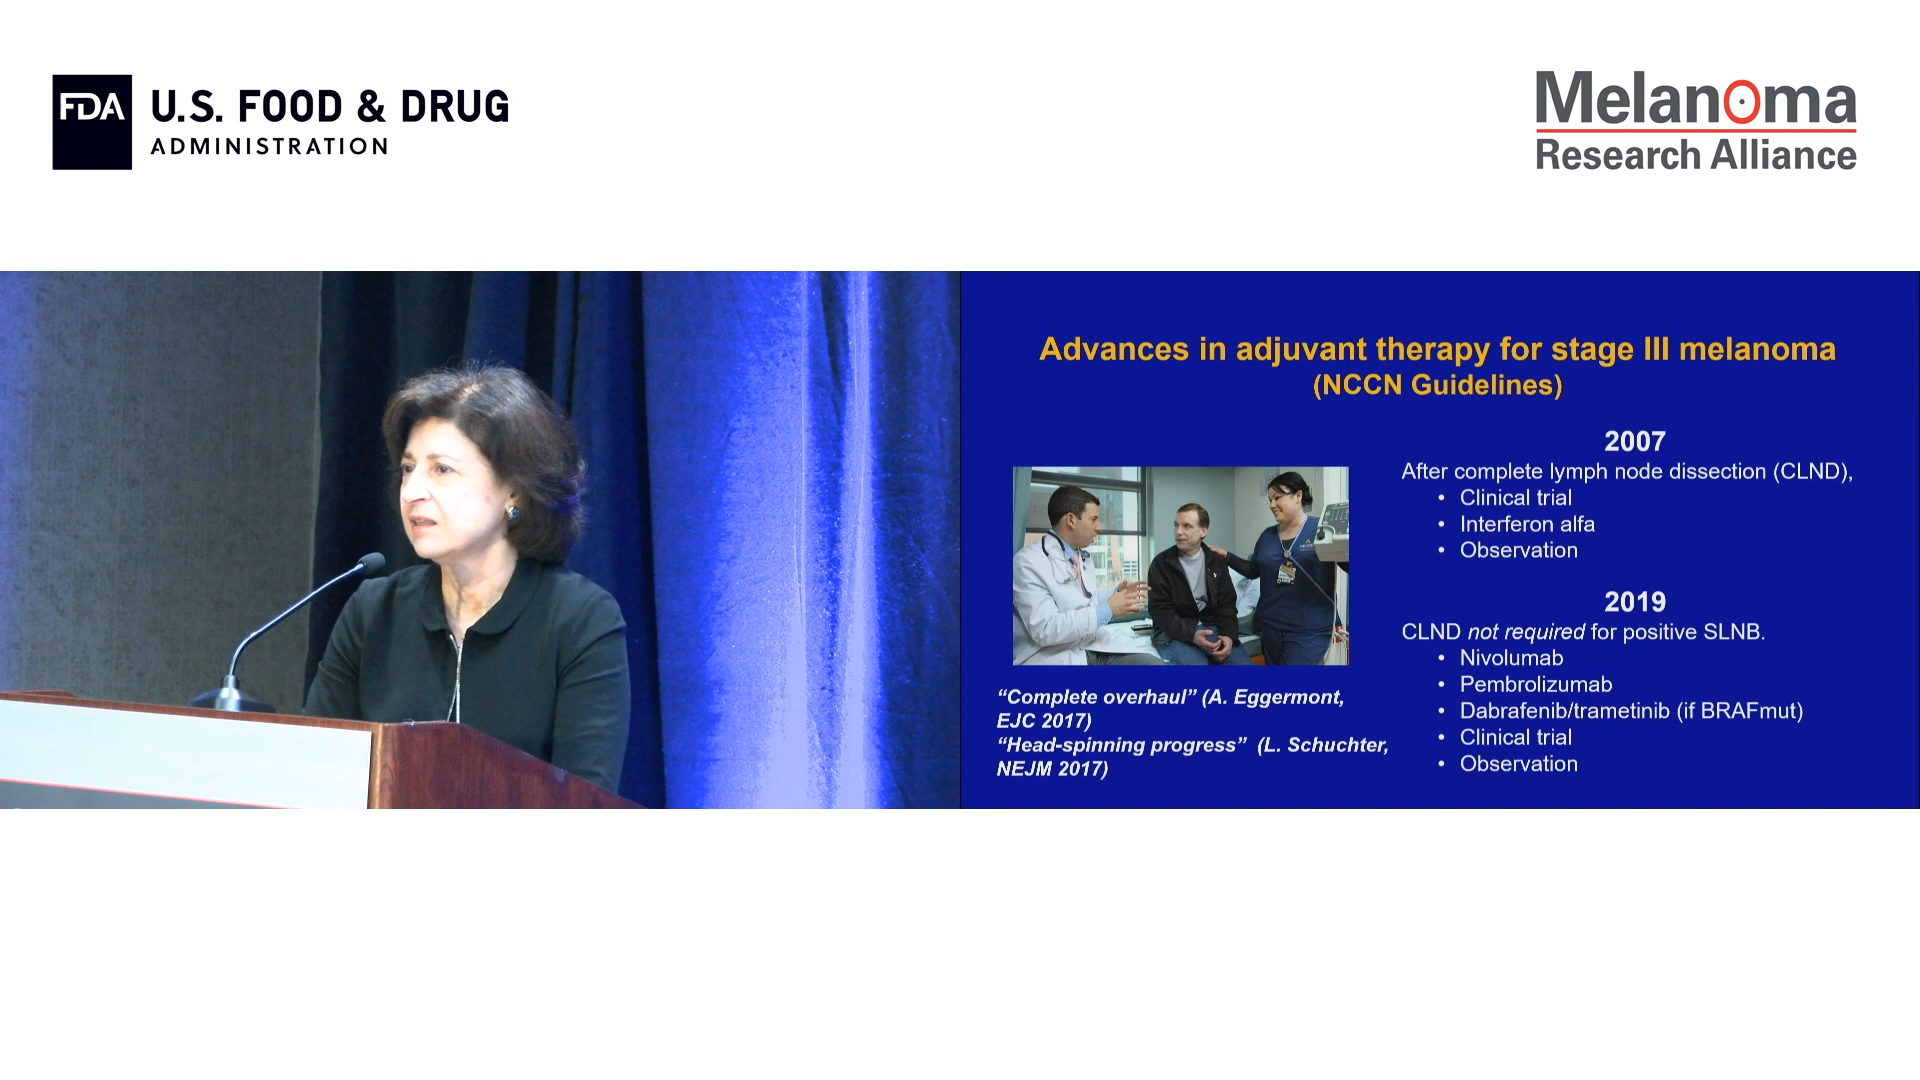 FDA U.S. FOOD & DRUG
ADMINISTRATION
Melanoma
Research Alliance
Advances in adjuvant therapy for stage III melanoma
(NCCN Guidelines)
2007
After complete lymph node dissection (CLND),
• Clinical trial
• Interferon alfa
• Observation
2019
CLND not required for positive SLNB.
• Nivolumab
• Pembrolizumab
• Dabrafenib/trametinib (if BRAFmut)
• Clinical trial
• Observation
“Complete overhaul” (A. Eggermont,
EJC 2017)
“Head-spinning progress” (L. Schuchter,
NEJM 2017)